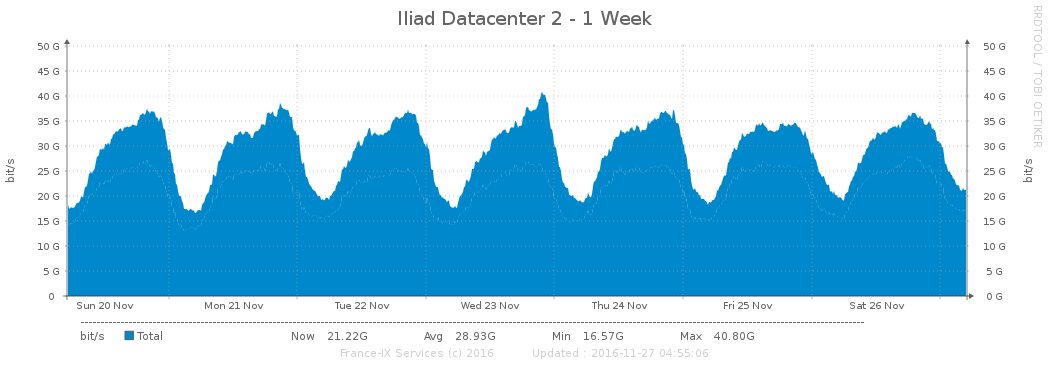 Iliad Datacenter 2 - 1 Week
RRDTOOL / TOBI OETIKER
bit/s
50 G 50 G
45 G 45 G
40 G 40 G
35 G 35 G
30 G 30 G
25 G 25 G
20 G 20 G
15 G 15 G
10 G 10 G
5 G 5 G
0 0 G
bit/s
Sun 20 Nov Mon 21 Nov Tue 22 Nov Wed 23 Nov Thu 24 Nov Fri 25 Nov Sat 26 Nov
bit/s Total Now 21.22G Avg 28.93G Min 16.57G Max 40.80G
France-IX Services (c) 2016 Updated : 2016-11-27 04:55:06